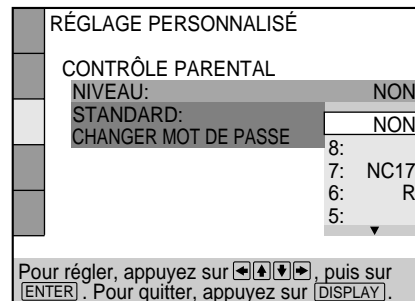 RÉGLAGE PERSONNALISÉ
CONTRÔLE PARENTAL
NIVEAU: NON
STANDARD:
NON
CHANGER MOT DE PASSE
8:
7: NC17
6: R
5:
Pour régler, appuyez sur ←↑↓→, puis sur
ENTER. Pour quitter, appuyez sur DISPLAY.